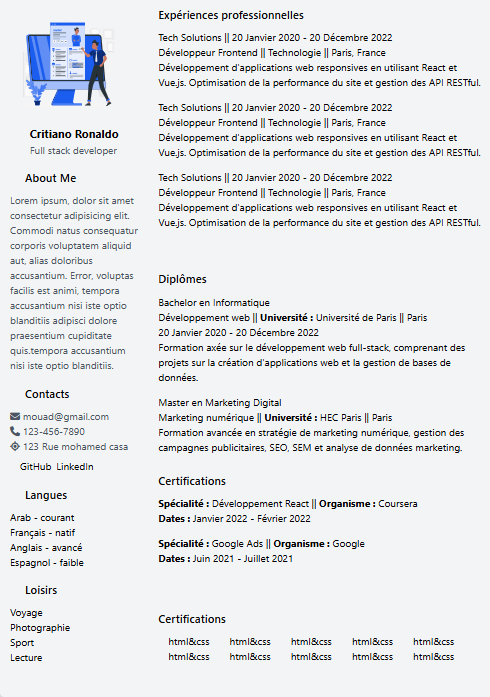 Critiano Ronaldo
Full stack developer
About Me
Lorem ipsum, dolor sit amet
consectetur adipisicing elit.
Commodi natus consequatur
corporis voluptatem aliquid
aut, alias doloribus
accusantium. Error, voluptas
facilis est animi, tempora
accusantium nisi iste optio
blanditiis adipisci dolore
praesentium cupiditate
quis.tempora accusantium
nisi iste optio blanditiis.
Contacts
mouad@gmail.com
123-456-7890
123 Rue mohamed casa
GitHub LinkedIn
Langues
Arab - courant
Français - natif
Anglais - avancé
Espagnol - faible
Loisirs
Voyage
Photographie
Sport
Lecture
Expériences professionnelles
Tech Solutions || 20 Janvier 2020 - 20 Décembre 2022
Développeur Frontend || Technologie || Paris, France
Développement d'applications web responsives en utilisant React et
Vue.js. Optimisation de la performance du site et gestion des API RESTful.
Tech Solutions || 20 Janvier 2020 - 20 Décembre 2022
Développeur Frontend || Technologie || Paris, France
Développement d'applications web responsives en utilisant React et
Vue.js. Optimisation de la performance du site et gestion des API RESTful.
Tech Solutions || 20 Janvier 2020 - 20 Décembre 2022
Développeur Frontend || Technologie || Paris, France
Développement d'applications web responsives en utilisant React et
Vue.js. Optimisation de la performance du site et gestion des API RESTful.
Diplômes
Bachelor en Informatique
Développement web || Université : Université de Paris || Paris
20 Janvier 2020 - 20 Décembre 2022
Formation axée sur le développement web full-stack, comprenant des
projets sur la création d'applications web et la gestion de bases de
données.
Master en Marketing Digital
Marketing numérique || Université : HEC Paris || Paris
Formation avancée en stratégie de marketing numérique, gestion des
campagnes publicitaires, SEO, SEM et analyse de données marketing.
Certifications
Spécialité : Développement React || Organisme : Coursera
Dates : Janvier 2022 - Février 2022
Spécialité : Google Ads || Organisme : Google
Dates : Juin 2021 - Juillet 2021
Certifications
html&css html&css html&css html&css html&css
html&css html&css html&css html&css html&css